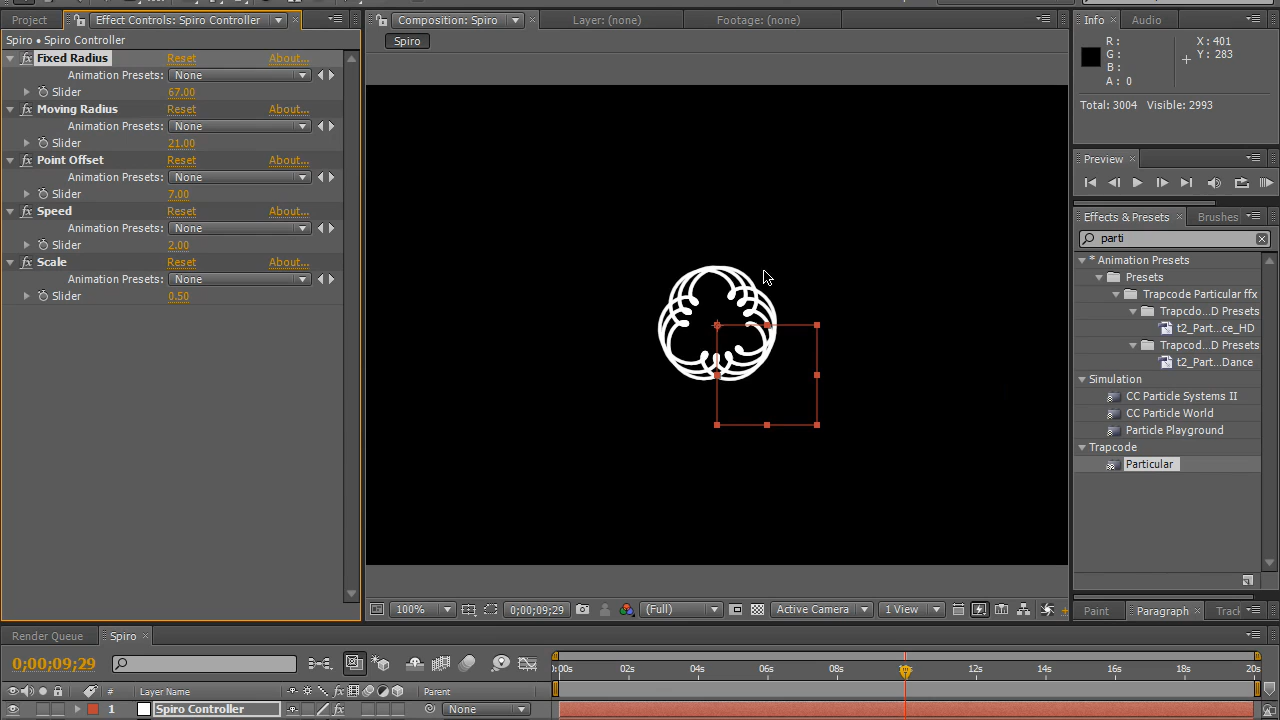 Project
Effect Controls: Spiro Controller
Spiro • Spiro Controller
Fixed Radius
Reset
About...
Animation Presets:
None
Slider
67.00
Moving Radius
Reset
About...
Animation Presets:
None
Slider
21.00
Point Offset
Reset
About...
Animation Presets:
None
Slider
7.00
Speed
Reset
About...
Animation Presets:
None
Slider
2.00
Scale
Reset
About...
Animation Presets:
None
Slider
0.50
Composition: Spiro
Layer: (none)
Footage: (none)
Spiro
100%
0;00;09;29
(Full)
Active Camera
1 View
Info
Audio
R:
G:
B:
A: 0
X: 401
Y: 283
Total: 3004 Visible: 2993
Preview
Effects & Presets
Brushes
parti
* Animation Presets
Presets
Trapcode Particular ffx
Trapcdo...D Presets
t2_Part...ce_HD
Trapcod...D Presets
t2_Part...Dance
Simulation
CC Particle Systems II
CC Particle World
Particle Playground
Trapcode
Particular
Paint
Paragraph
Track
Render Queue
Spiro
0;00;09;29
#
Layer Name
Parent
1
Spiro Controller
None
:00s
02s
04s
06s
08s
10s
12s
14s
16s
18s
20s